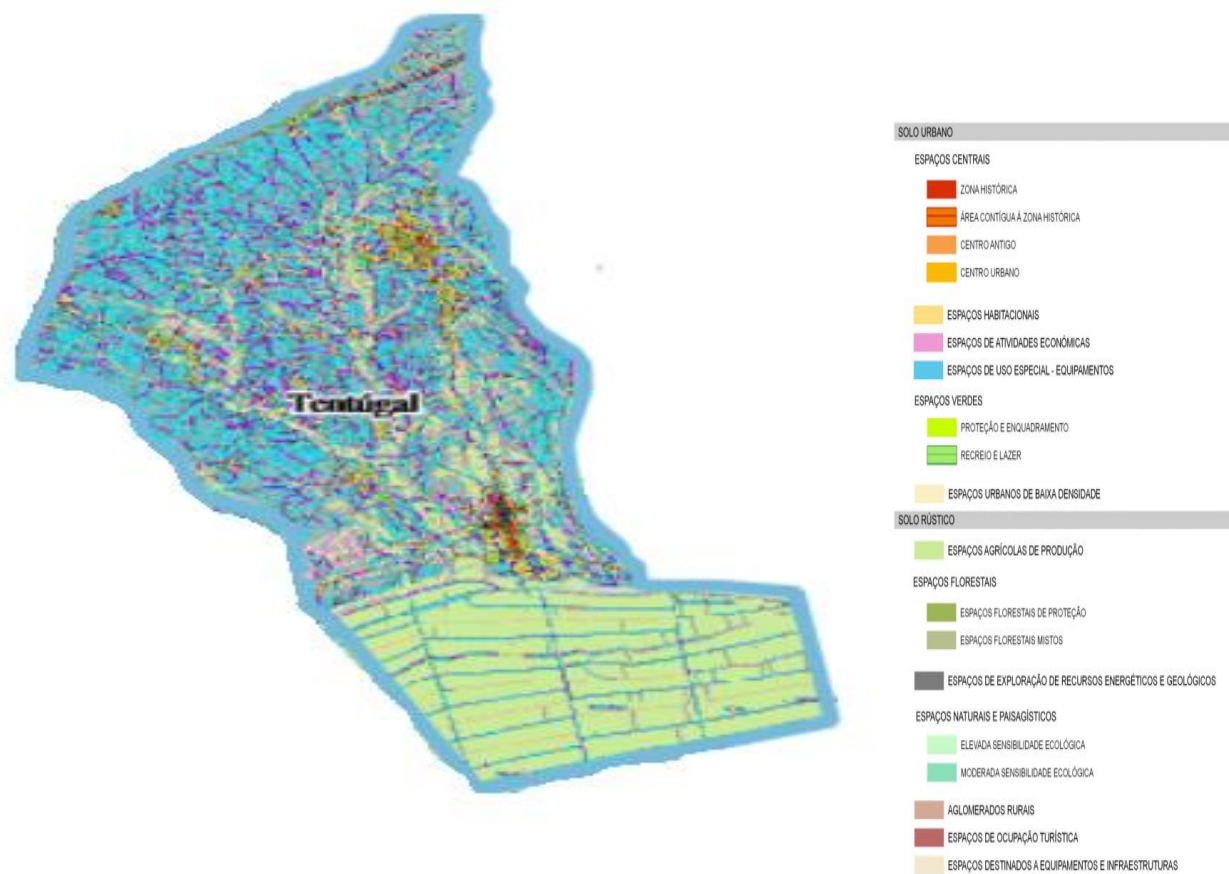 Tentúgal
SOLO URBANO
ESPAÇOS CENTRAIS
ZONA HISTÓRICA
ÁREA CONTÍGUA À ZONA HISTÓRICA
CENTRO ANTIGO
CENTRO URBANO
ESPAÇOS HABITACIONAIS
ESPAÇOS DE ATIVIDADES ECONÓMICAS
ESPAÇOS DE USO ESPECIAL - EQUIPAMENTOS
ESPAÇOS VERDES
PROTEÇÃO E ENQUADRAMENTO
RECREIO E LAZER
ESPAÇOS URBANOS DE BAIXA DENSIDADE
SOLO RÚSTICO
ESPAÇOS AGRÍCOLAS DE PRODUÇÃO
ESPAÇOS FLORESTAIS
ESPAÇOS FLORESTAIS DE PROTEÇÃO
ESPAÇOS FLORESTAIS MISTOS
ESPAÇOS DE EXPLORAÇÃO DE RECURSOS ENERGÉTICOS E GEOLÓGICOS
ESPAÇOS NATURAIS E PAISAGÍSTICOS
ELEVADA SENSIBILIDADE ECOLÓGICA
MODERADA SENSIBILIDADE ECOLÓGICA
AGLOMERADOS RURAIS
ESPAÇOS DE OCUPAÇÃO TURÍSTICA
ESPAÇOS DESTINADOS A EQUIPAMENTOS E INFRAESTRUTURAS